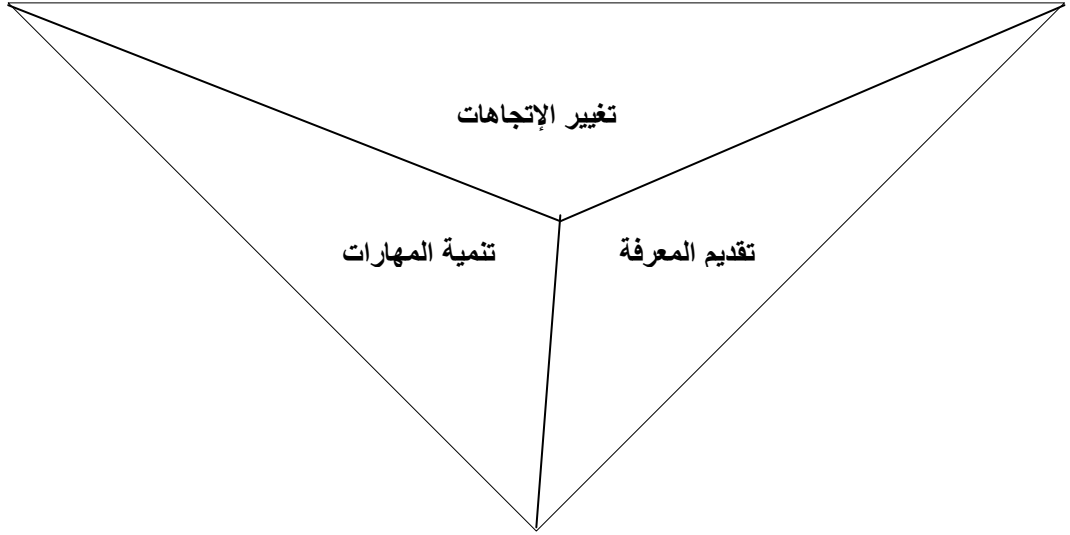 تغيير الإتجاهات
تقديم المعرفة
تنمية المهارات